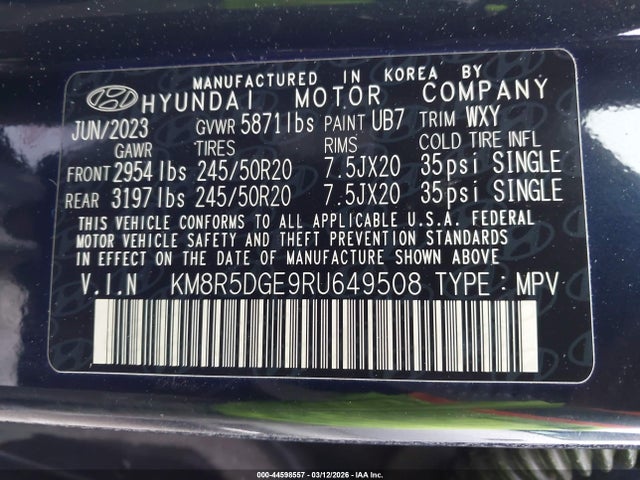 MANUFACTURED IN KOREA BY
HYUNDAI MOTOR COMPANY
JUN/2023 GVWR 5871lbs PAINT UB7 TRIM WXY
GAWR TIRES RIMS COLD TIRE INFL
FRONT 2954lbs 245/50R20 7.5JX20 35psi SINGLE
REAR 3197lbs 245/50R20 7.5JX20 35psi SINGLE
THIS VEHICLE CONFORMS TO ALL APPLICABLE U.S.A. FEDERAL
MOTOR VEHICLE SAFETY AND THEFT PREVENTION STANDARDS
IN EFFECT ON THE DATE OF MANUFACTURE SHOWN ABOVE.
V.I.N KM8R5DGE9RU649508 TYPE : MPV
000-44598557 - 03/12/2026 - IAA Inc.